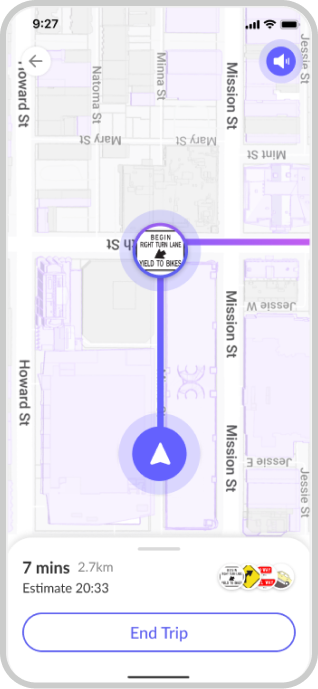 9:27
Howard St
Natoma St
Minna St
Mission St
Jessie St
Mary St
Mary St
Mint St
BEGIN
RIGHT TURN LANE
YIELD TO BIKES
th St
Mission St
Jessie W
Howard St
Mission St
Jessie E
Jessie St
7 mins 2.7km
Estimate 20:33
End Trip